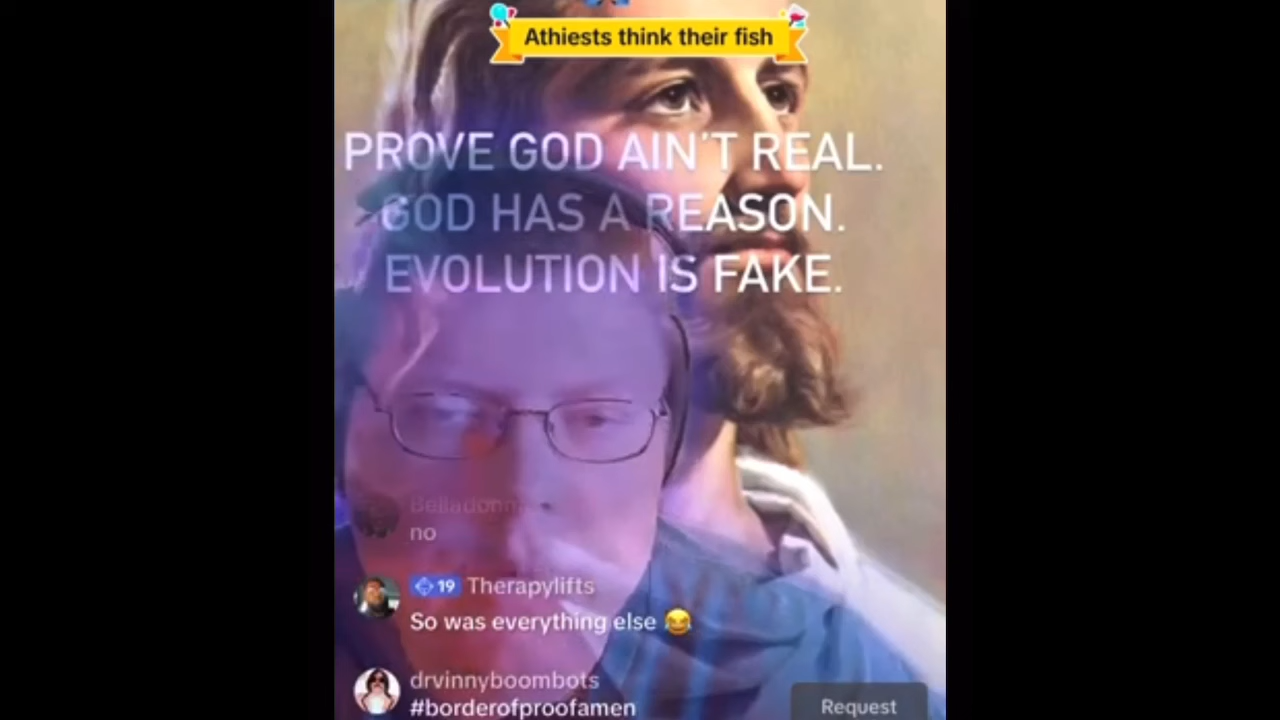 Athiests think their fish
PROVE GOD AIN'T REAL.
GOD HAS A REASON.
EVOLUTION IS FAKE.
no
19 Therapylifts
So was everything else 😂
drvinnyboombots
#borderofproofamen
Request